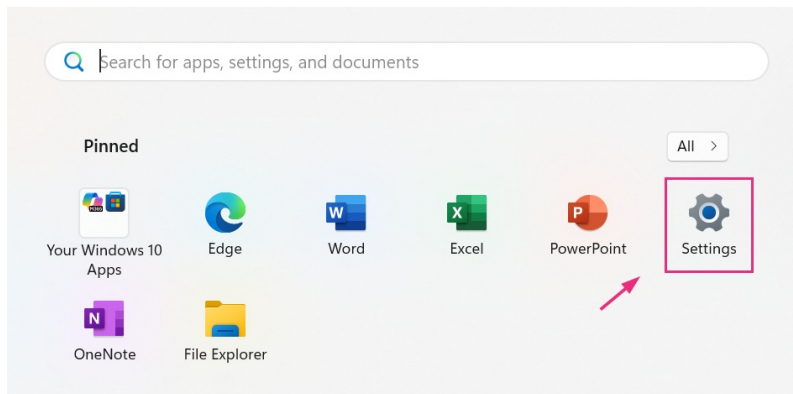 Search for apps, settings, and documents
Pinned
All
Your Windows 10
Apps
Edge
Word
Excel
PowerPoint
Settings
OneNote
File Explorer